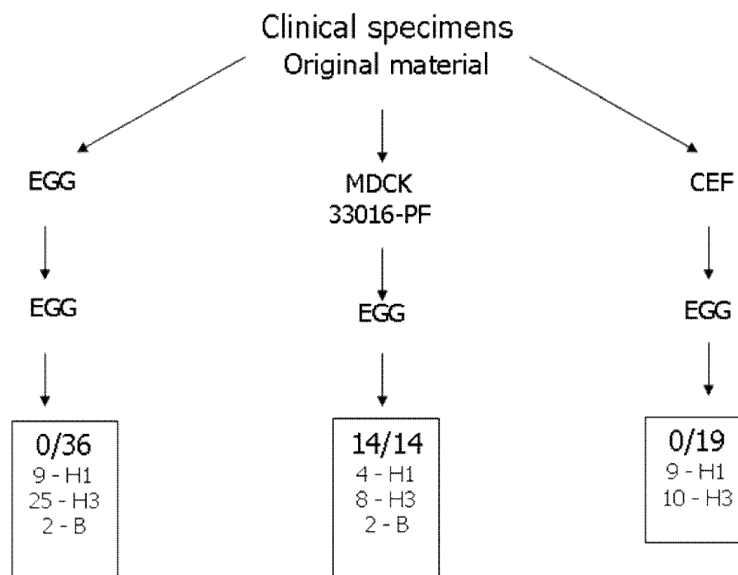 Clinical specimens
Original material
EGG
EGG
0/36
9 - H1
25 - H3
2 - B
MDCK
33016-PF
EGG
14/14
4 - H1
8 - H3
2 - B
CEF
EGG
0/19
9 - H1
10 - H3